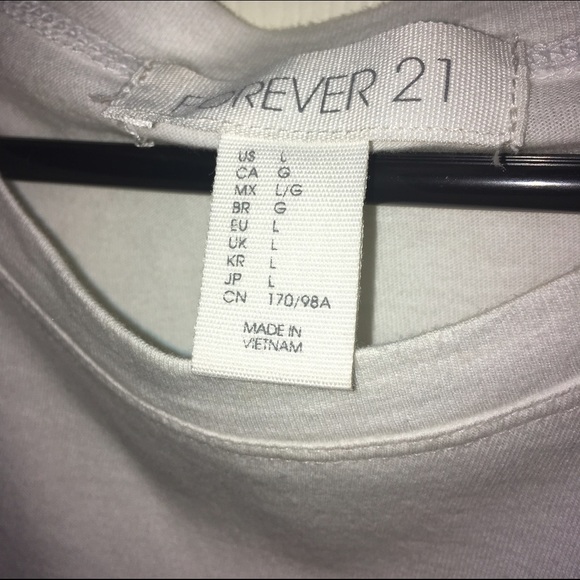 FOREVER 21
US L
CA G
MX L/G
BR G
EU L
UK L
KR L
JP L
CN 170/98A
MADE IN
VIETNAM